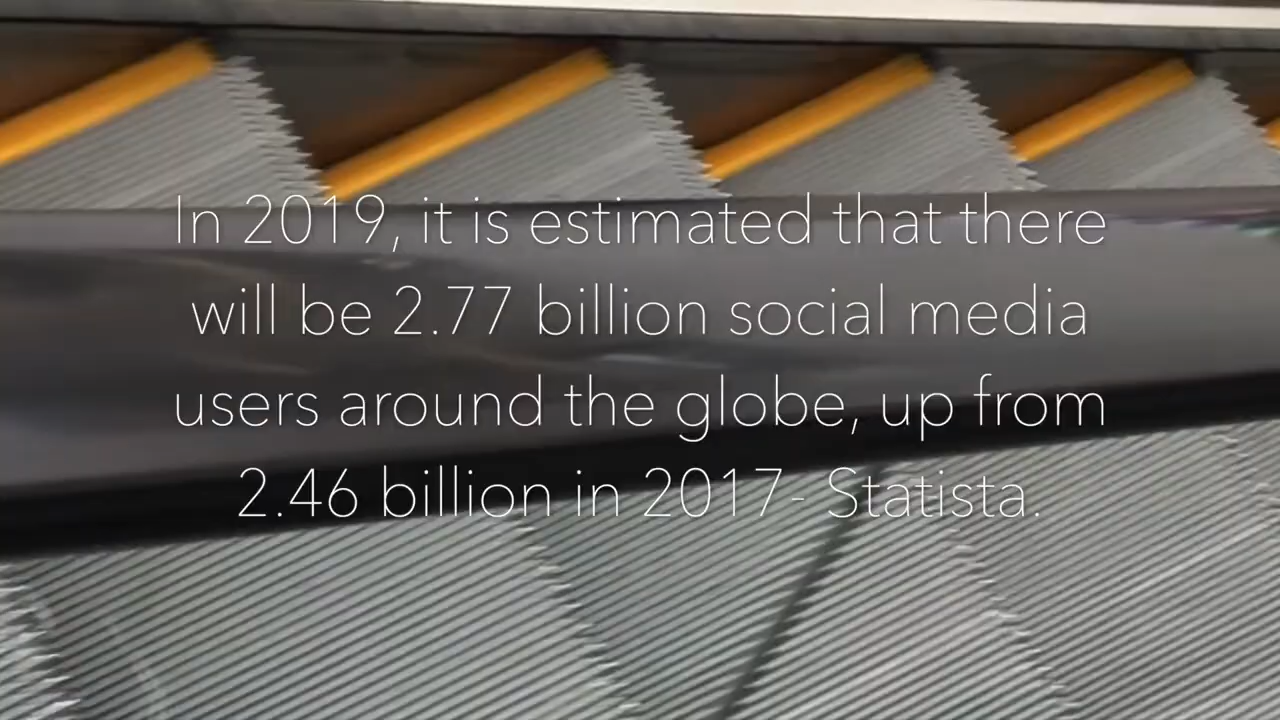 In 2019, it is estimated that there
will be 2.77 billion social media
users around the globe, up from
2.46 billion in 2017- Statista.